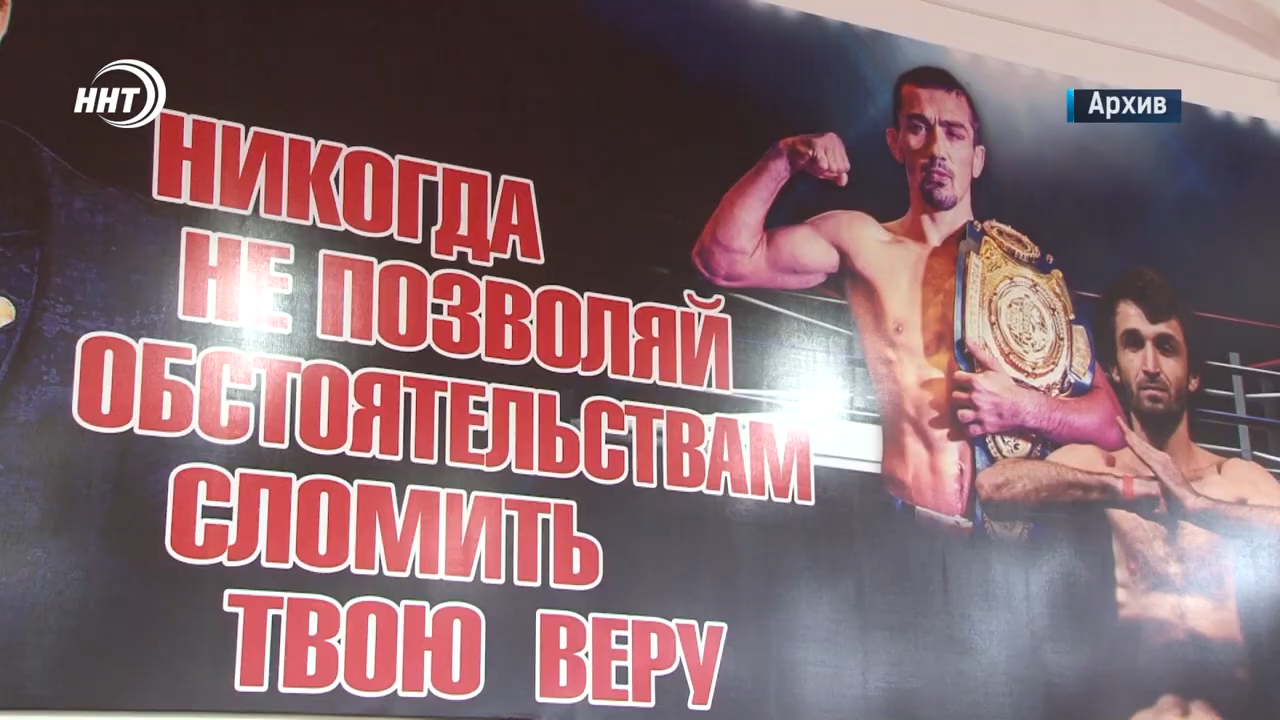 ННТ
Архив
НИКОГДА
НЕ ПОЗВОЛЯЙ
ОБСТОЯТЕЛЬСТВАМ
СЛОМИТЬ
ТВОЮ ВЕРУ